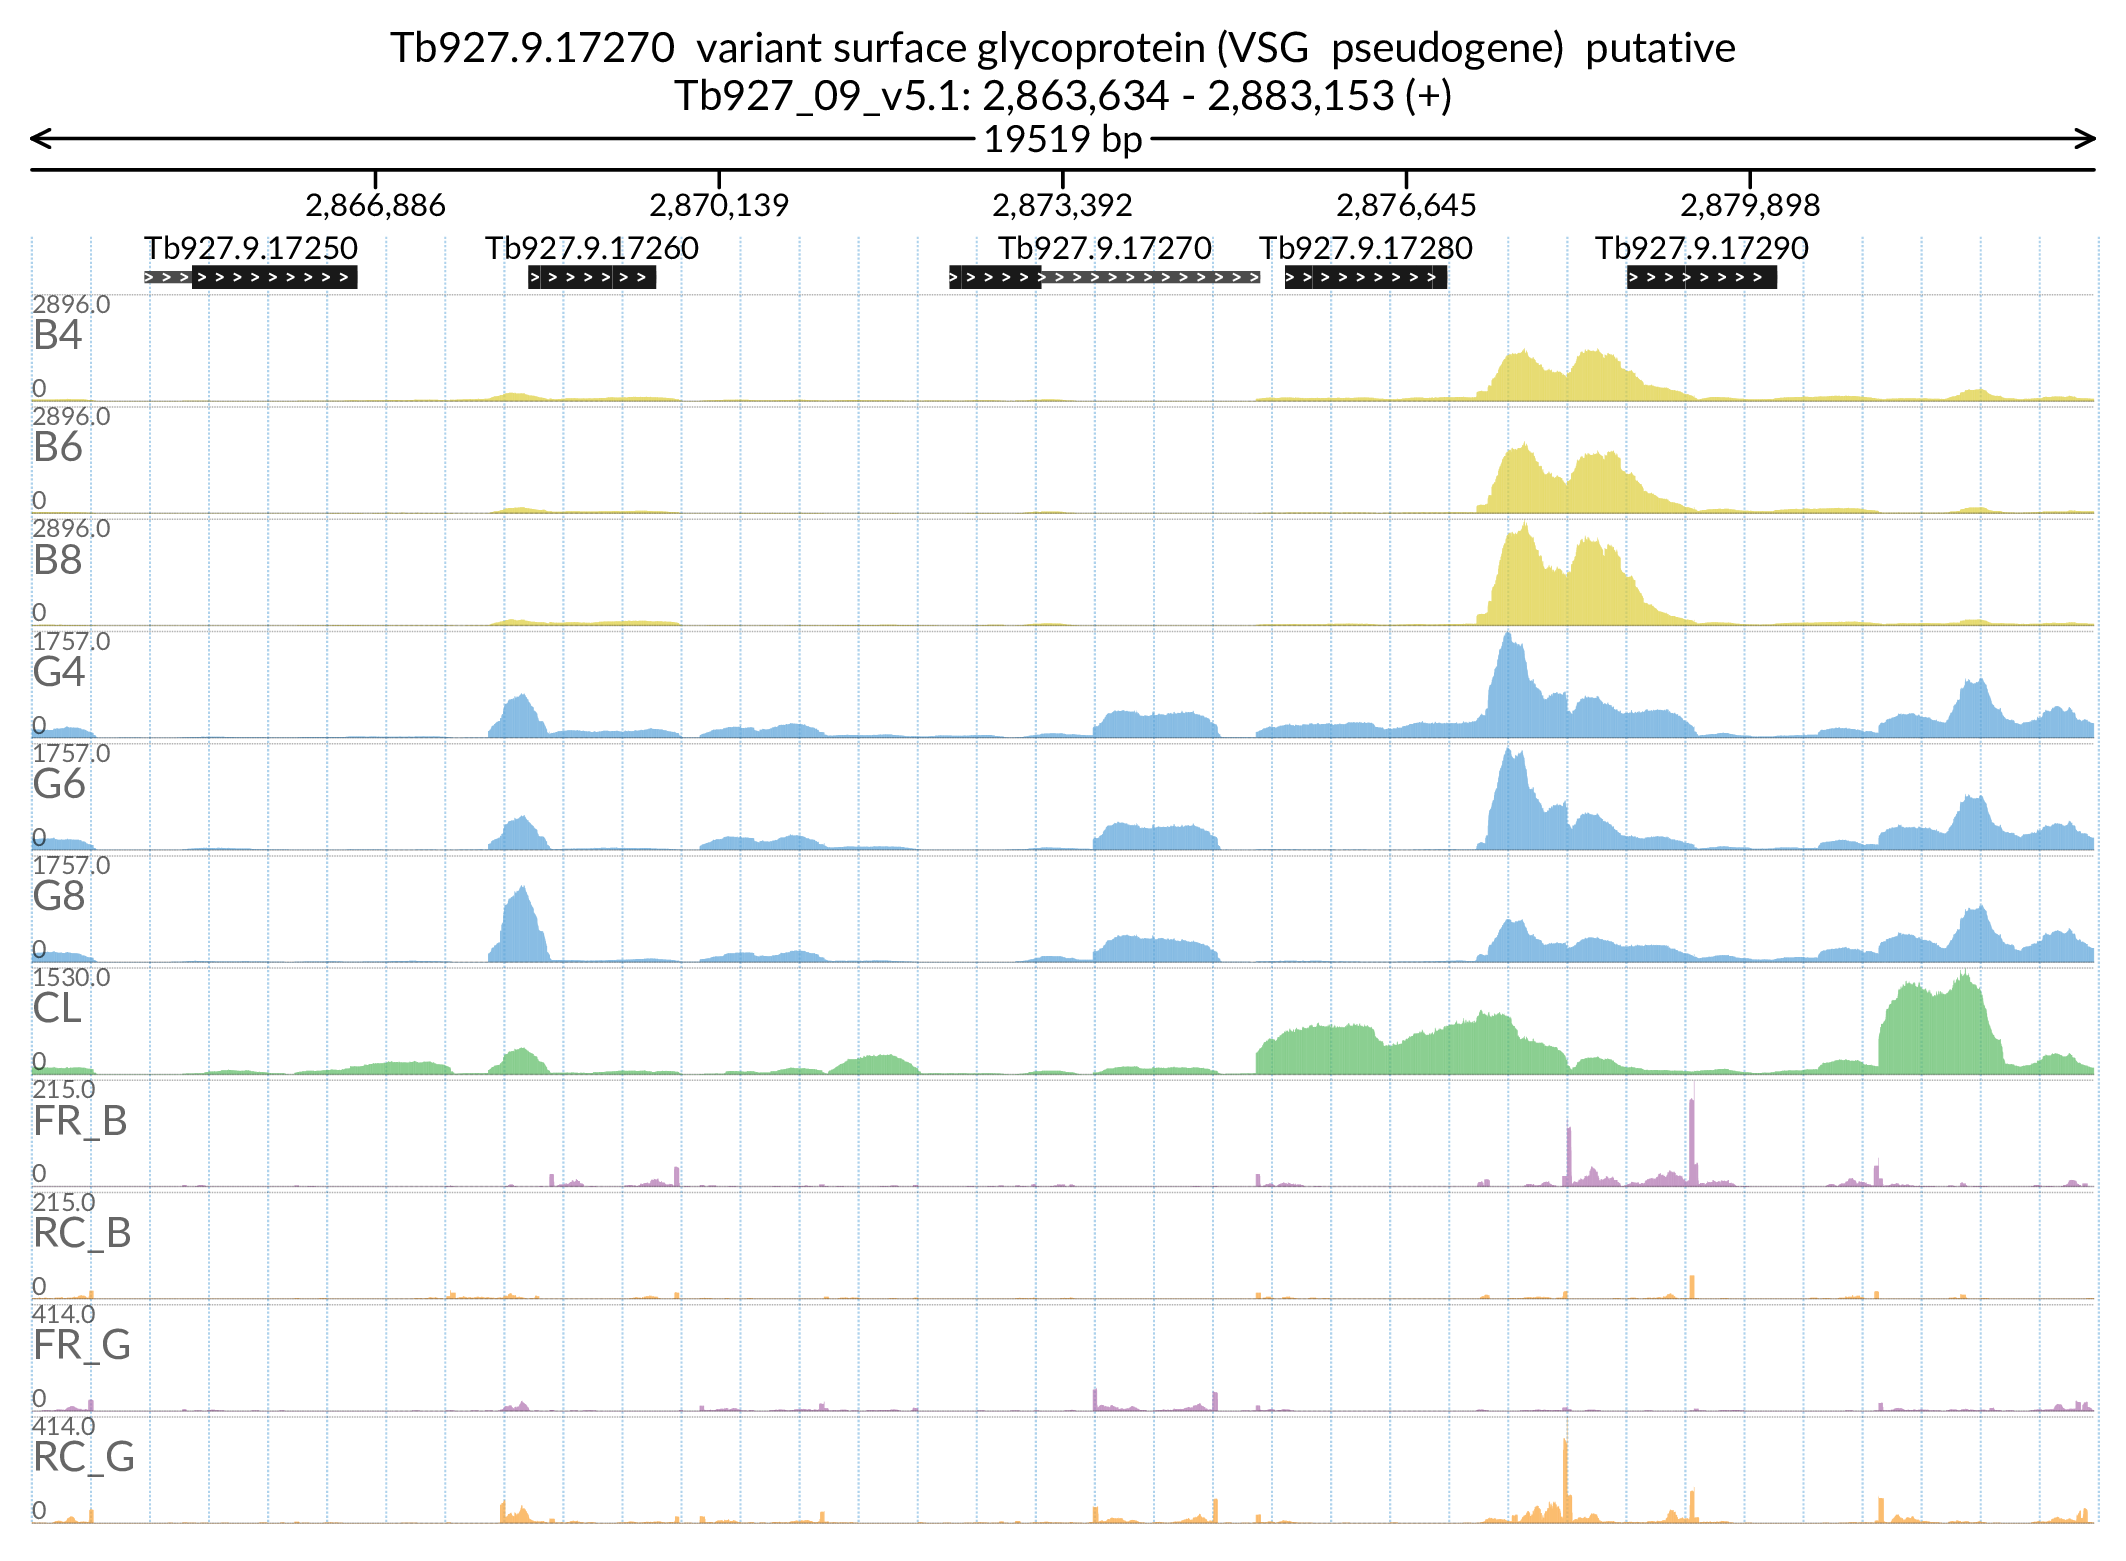 Tb927.9.17270 variant surface glycoprotein (VSG pseudogene) putative
Tb927_09_v5.1: 2,863,634 - 2,883,153 (+)
19519 bp
2,866,886 2,870,139 2,873,392 2,876,645 2,879,898
Tb927.9.17250 Tb927.9.17260 Tb927.9.17270 Tb927.9.17280 Tb927.9.17290
2896.0
B4
0
2896.0
B6
0
2896.0
B8
0
1757.0
G4
0
1757.0
G6
0
1757.0
G8
0
1530.0
CL
0
215.0
FR_B
0
215.0
RC_B
0
414.0
FR_G
0
414.0
RC_G
0